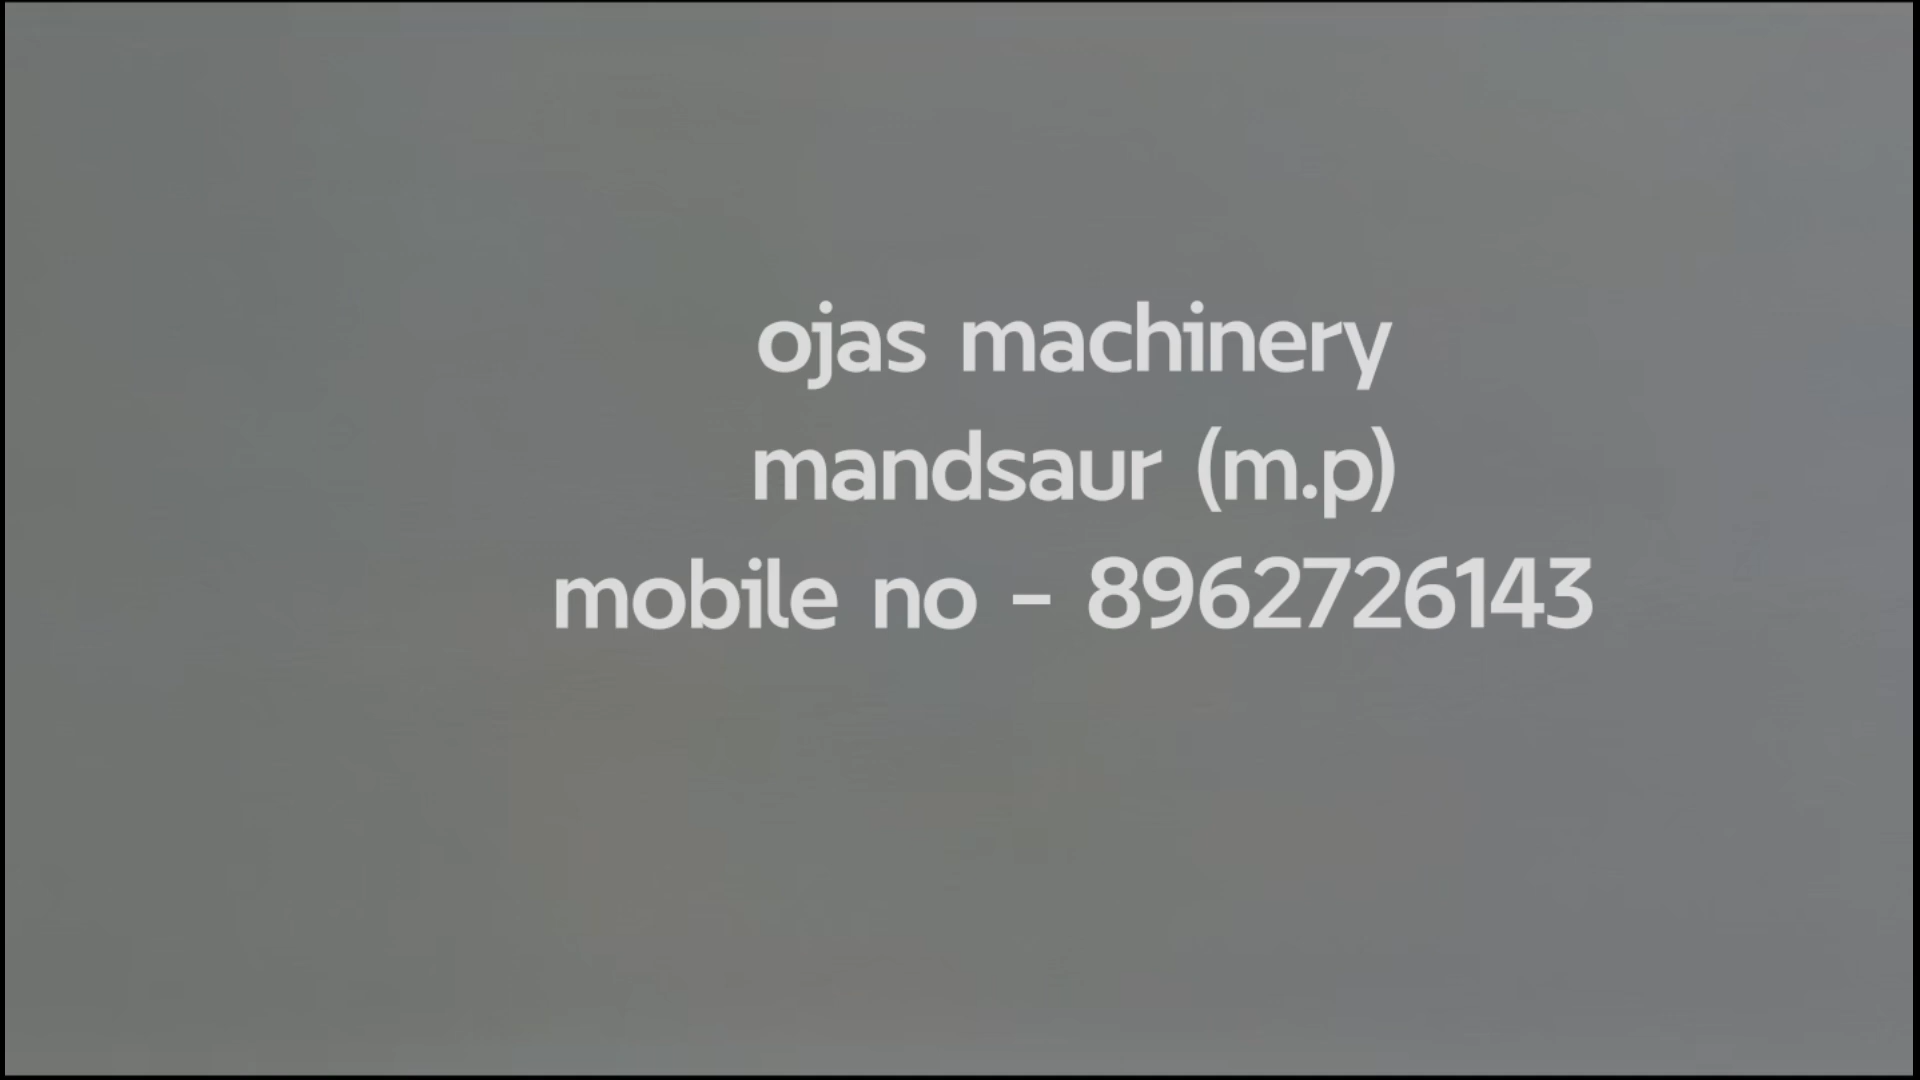 ojas machinery
mandsaur (m.p)
mobile no - 8962726143